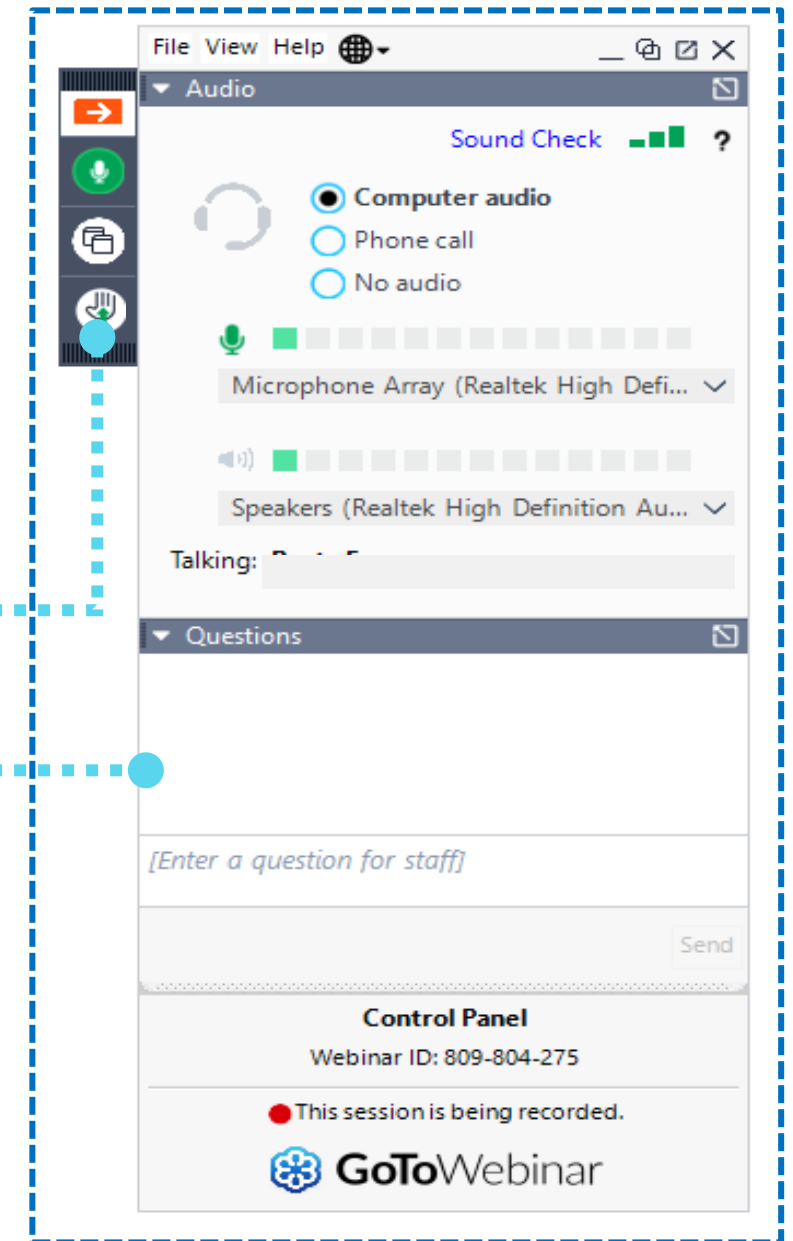 File View Help
Audio
Sound Check ?
Computer audio
Phone call
No audio
Microphone Array (Realtek High Defi...
Speakers (Realtek High Definition Au...
Talking:
Questions
[Enter a question for staff]
Send
Control Panel
Webinar ID: 809-804-275
This session is being recorded.
GoToWebinar